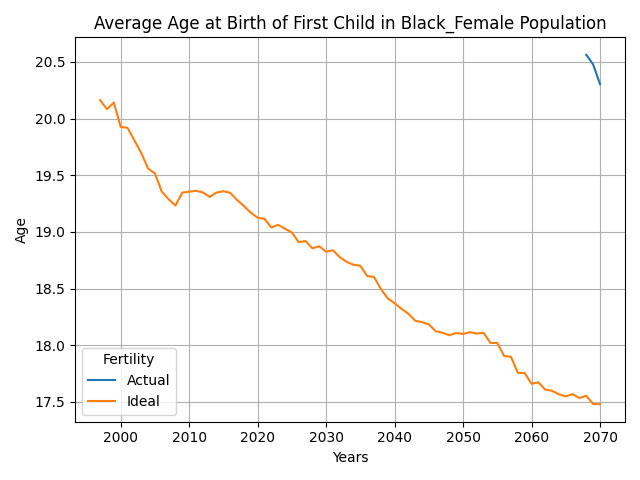 Average Age at Birth of First Child in Black_Female Population
20.5
20.0
19.5
19.0
18.5
18.0
17.5
Age
Fertility
Actual
Ideal
2000 2010 2020 2030 2040 2050 2060 2070
Years